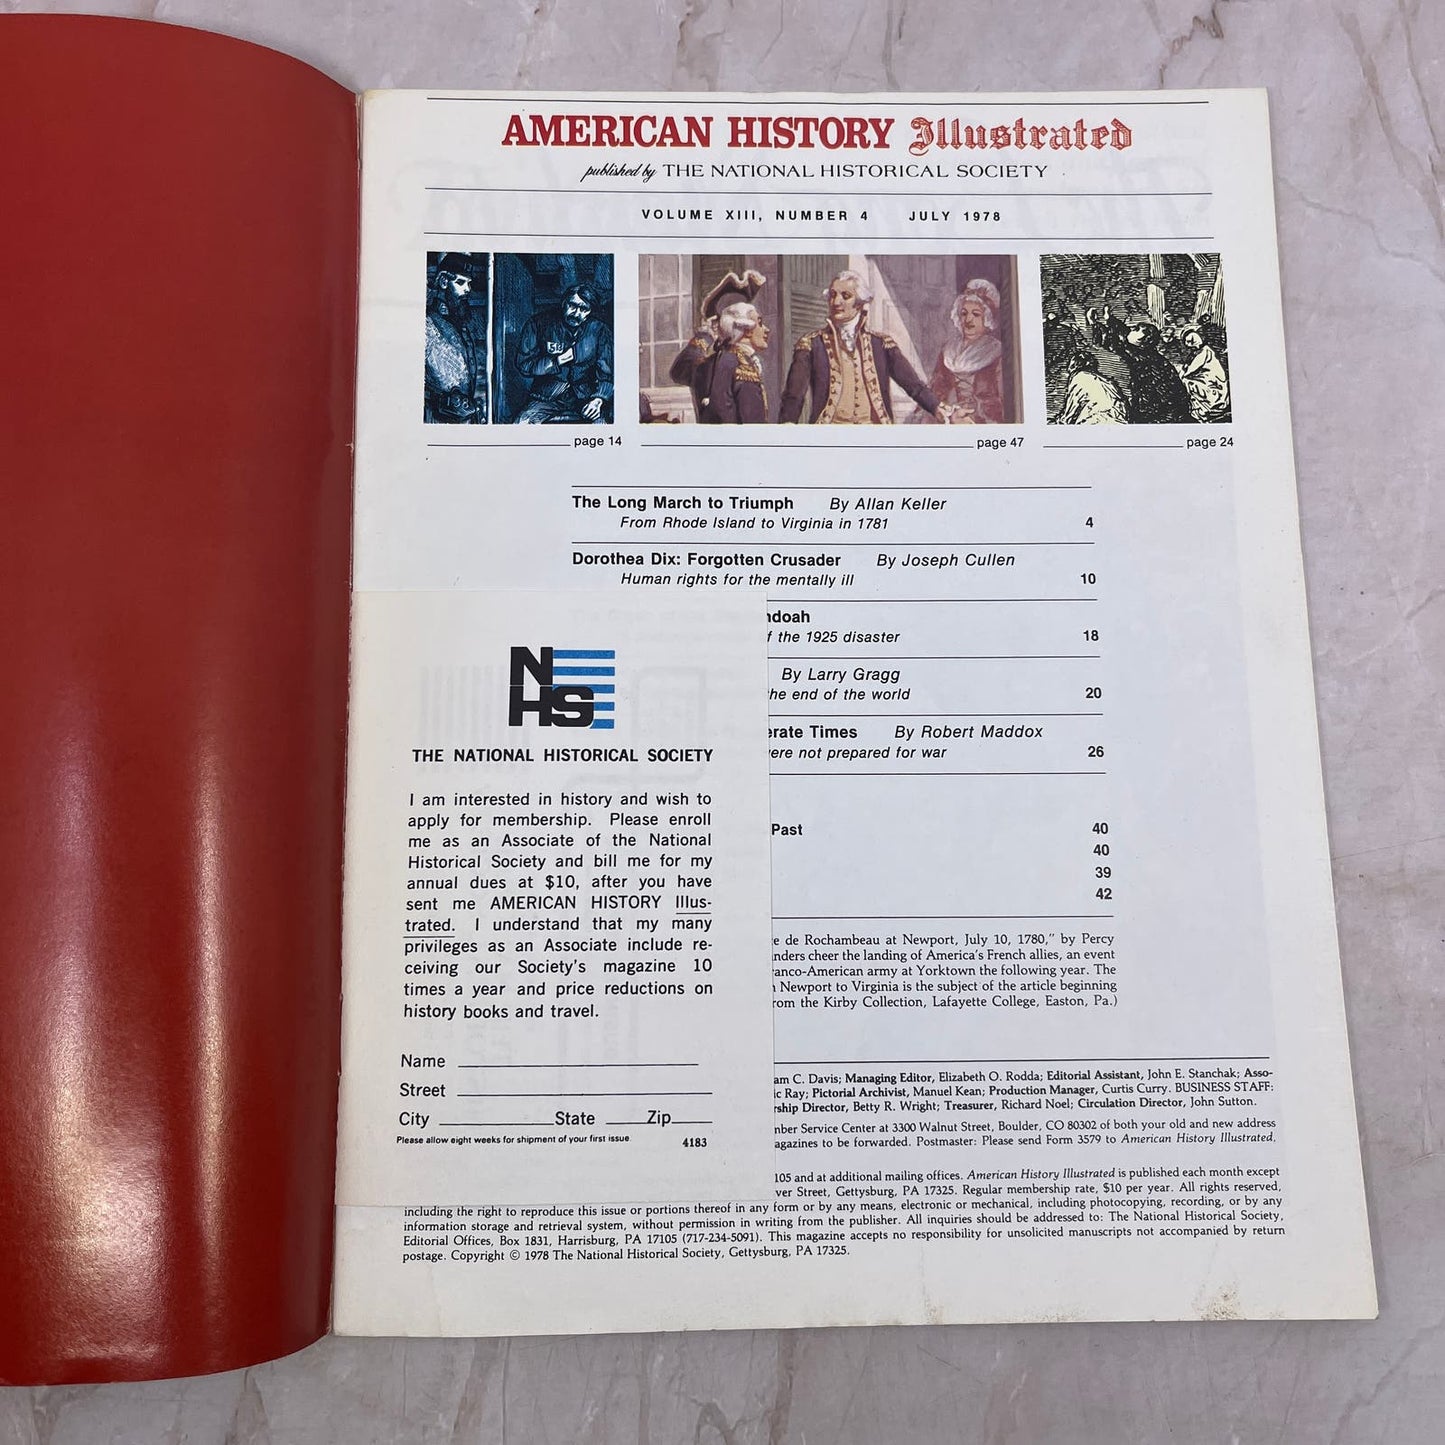 AMERICAN HISTORY Illustrated
published by THE NATIONAL HISTORICAL SOCIETY
VOLUME XIII, NUMBER 4 JULY 1978
page 14
page 47
page 24
The Long March to Triumph By Allan Keller
From Rhode Island to Virginia in 1781 4
Dorothea Dix: Forgotten Crusader By Joseph Cullen
Human rights for the mentally ill 10
ndoah
f the 1925 disaster 18
By Larry Gragg
he end of the world 20
erate Times By Robert Maddox
ere not prepared for war 26
Past 40
40
39
42
e de Rochambeau at Newport, July 10, 1780," by Percy
nders cheer the landing of America's French allies, an event
anco-American army at Yorktown the following year. The
Newport to Virginia is the subject of the article beginning
rom the Kirby Collection, Lafayette College, Easton, Pa.)
am C. Davis; Managing Editor, Elizabeth O. Rodda; Editorial Assistant, John E. Stanchak; Asso-
ic Ray; Pictorial Archivist, Manuel Kean; Production Manager, Curtis Curry. BUSINESS STAFF:
rship Director, Betty R. Wright; Treasurer, Richard Noel; Circulation Director, John Sutton.
mber Service Center at 3300 Walnut Street, Boulder, CO 80302 of both your old and new address
agazines to be forwarded. Postmaster: Please send Form 3579 to American History Illustrated,
105 and at additional mailing offices. American History Illustrated is published each month except
ver Street, Gettysburg, PA 17325. Regular membership rate, $10 per year. All rights reserved,
including the right to reproduce this issue or portions thereof in any form or by any means, electronic or mechanical, including photocopying, recording, or by any
information storage and retrieval system, without permission in writing from the publisher. All inquiries should be addressed to: The National Historical Society,
Editorial Offices, Box 1831, Harrisburg, PA 17105 (717-234-5091). This magazine accepts no responsibility for unsolicited manuscripts not accompanied by return
postage. Copyright © 1978 The National Historical Society, Gettysburg, PA 17325.
N
HS
THE NATIONAL HISTORICAL SOCIETY
I am interested in history and wish to
apply for membership. Please enroll
me as an Associate of the National
Historical Society and bill me for my
annual dues at $10, after you have
sent me AMERICAN HISTORY Illus-
trated. I understand that my many
privileges as an Associate include re-
ceiving our Society's magazine 10
times a year and price reductions on
history books and travel.
Name
Street
City State Zip
Please allow eight weeks for shipment of your first issue. 4183